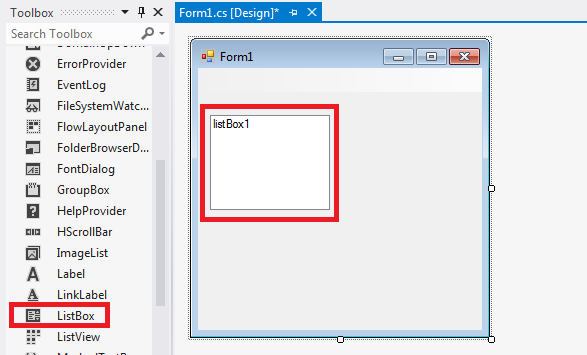 Toolbox
Search Toolbox
ErrorProvider
EventLog
FileSystemWatc...
FlowLayoutPanel
FolderBrowserD...
FontDialog
GroupBox
HelpProvider
HScrollBar
ImageList
Label
LinkLabel
ListBox
ListView
Form1.cs [Design]*
Form1
listBox1